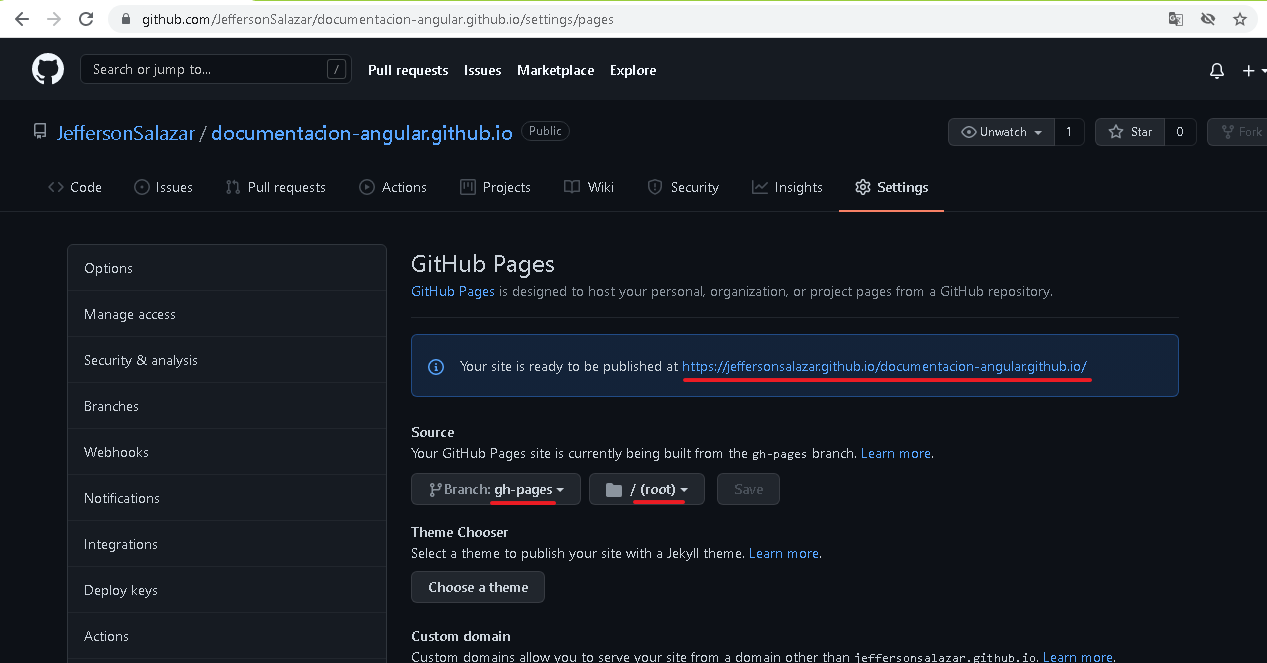 github.com/JeffersonSalazar/documentacion-angular.github.io/settings/pages
Search or jump to... /
Pull requests Issues Marketplace Explore
JeffersonSalazar / documentacion-angular.github.io Public
Unwatch 1 Star 0 Fork
Code Issues Pull requests Actions Projects Wiki Security Insights Settings
Options
Manage access
Security & analysis
Branches
Webhooks
Notifications
Integrations
Deploy keys
Actions
GitHub Pages
GitHub Pages is designed to host your personal, organization, or project pages from a GitHub repository.
Your site is ready to be published at https://jeffersonsalazar.github.io/documentacion-angular.github.io/
Source
Your GitHub Pages site is currently being built from the gh-pages branch. Learn more.
Branch: gh-pages / (root) Save
Theme Chooser
Select a theme to publish your site with a Jekyll theme. Learn more.
Choose a theme
Custom domain
Custom domains allow you to serve your site from a domain other than jeffersonsalazar.github.io. Learn more.